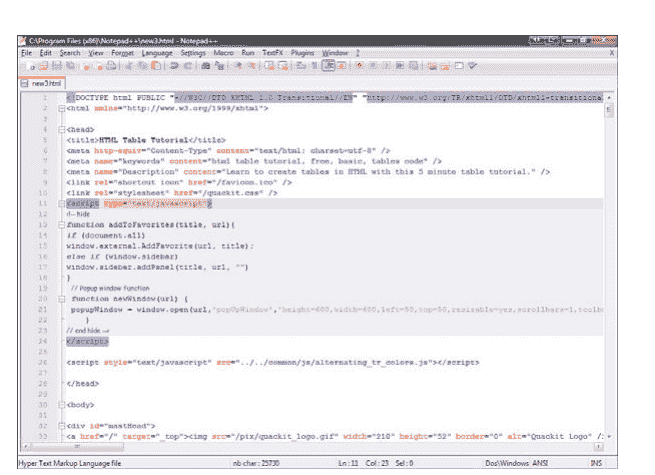 C:\Program Files (x86)\Notepad++\new3.html - Notepad++
File Edit Search View Format Language Settings Macro Run TextFX Plugins Window ? X
new3.html
1 <!DOCTYPE html PUBLIC "-//W3C//DTD XHTML 1.0 Transitional//EN" "http://www.w3.org/TR/xhtml1/DTD/xhtml1-transitiona
2 <html xmlns="http://www.w3.org/1999/xhtml">
3
4 <head>
5 <title>HTML Table Tutorial</title>
6 <meta http-equiv="Content-Type" content="text/html; charset=utf-8" />
7 <meta name="keywords" content="html table tutorial, free, basic, tables code" />
8 <meta name="Description" content="Learn to create tables in HTML with this 5 minute table tutorial." />
9 <link rel="shortcut icon" href="/favicon.ico" />
10 <link rel="stylesheet" href="/quackit.css" />
11 <script type="text/javascript">
12 <!-- hide
13 function addToFavorites(title, url){
14 if (document.all)
15 window.external.AddFavorite(url, title);
16 else if (window.sidebar)
17 window.sidebar.addPanel(title, url, "")
18 }
19 // Popup window function
20 function newWindow(url) {
21 popupWindow = window.open(url,'popUpWindow','height=600,width=600,left=50,top=50,resizable=yes,scrollbars=1,toolb
22 }
23 // end hide -->
24 </script>
25
26 <script style="text/javascript" src="../../common/js/alternating_tr_colors.js"></script>
27
28 </head>
29
30 <body>
31
32 <div id="mastHead">
33 <a href="/" target="_top"><img src="/pix/quackit_logo.gif" width="210" height="52" border="0" alt="Quackit Logo" /
Hyper Text Markup Language file nb char : 25730 Ln : 11 Col : 23 Sel : 0 Dos\Windows ANSI INS